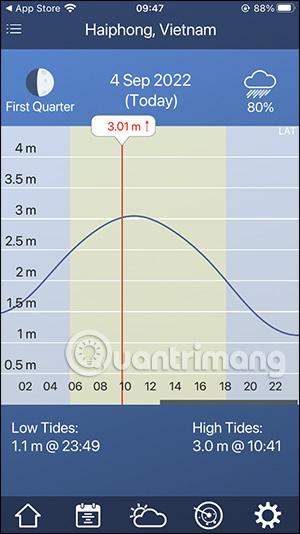 App Store 09:47 88%
Haiphong, Vietnam
4 Sep 2022
(Today)
First Quarter
80%
3.01 m ↑
LAT
4 m
3.5 m
3 m
2.5 m
2 m
1.5 m
1 m
0.5 m
Quantrimang
02 04 06 08 10 12 14 16 18 20 22
Low Tides:
1.1 m @ 23:49
High Tides:
3.0 m @ 10:41